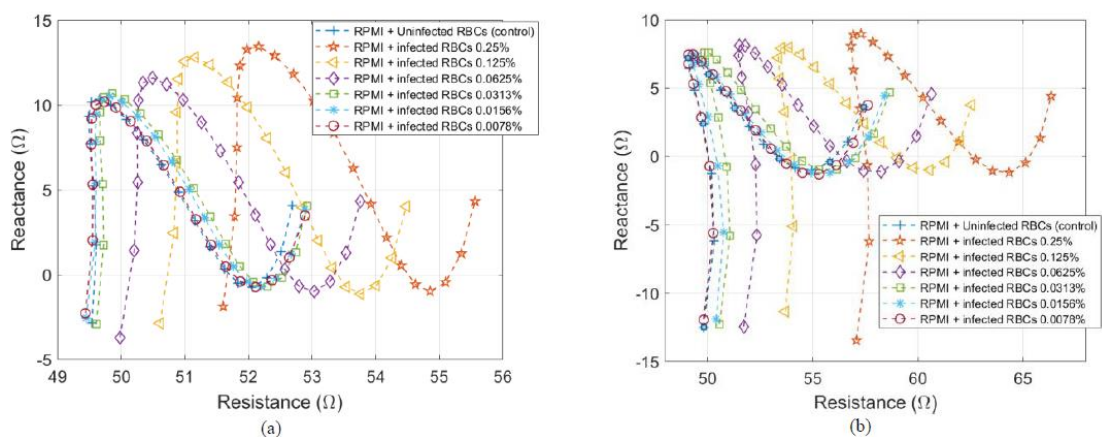 15
10
5
0
-5
49
50
51
52
53
54
55
56
Reactance (Ω)
Resistance (Ω)
RPMI + Uninfected RBCs (control)
RPMI + infected RBCs 0.25%
RPMI + infected RBCs 0.125%
RPMI + infected RBCs 0.0625%
RPMI + infected RBCs 0.0313%
RPMI + infected RBCs 0.0156%
RPMI + infected RBCs 0.0078%
(a)
10
5
0
-5
-10
-15
50
55
60
65
Reactance (Ω)
Resistance (Ω)
RPMI + Uninfected RBCs (control)
RPMI + infected RBCs 0.25%
RPMI + infected RBCs 0.125%
RPMI + infected RBCs 0.0625%
RPMI + infected RBCs 0.0313%
RPMI + infected RBCs 0.0156%
RPMI + infected RBCs 0.0078%
(b)